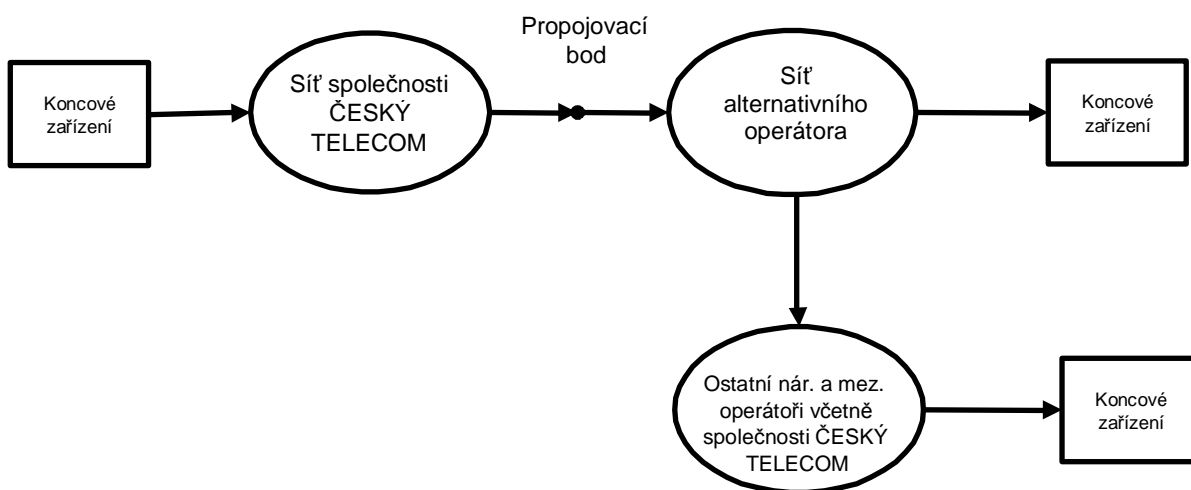 Propojovací
bod
Koncové
zařízení
Síť společnosti
ČESKÝ
TELECOM
Síť
alternativního
operátora
Koncové
zařízení
Ostatní nár. a mez.
operátoři včetně
společnosti ČESKÝ
TELECOM
Koncové
zařízení